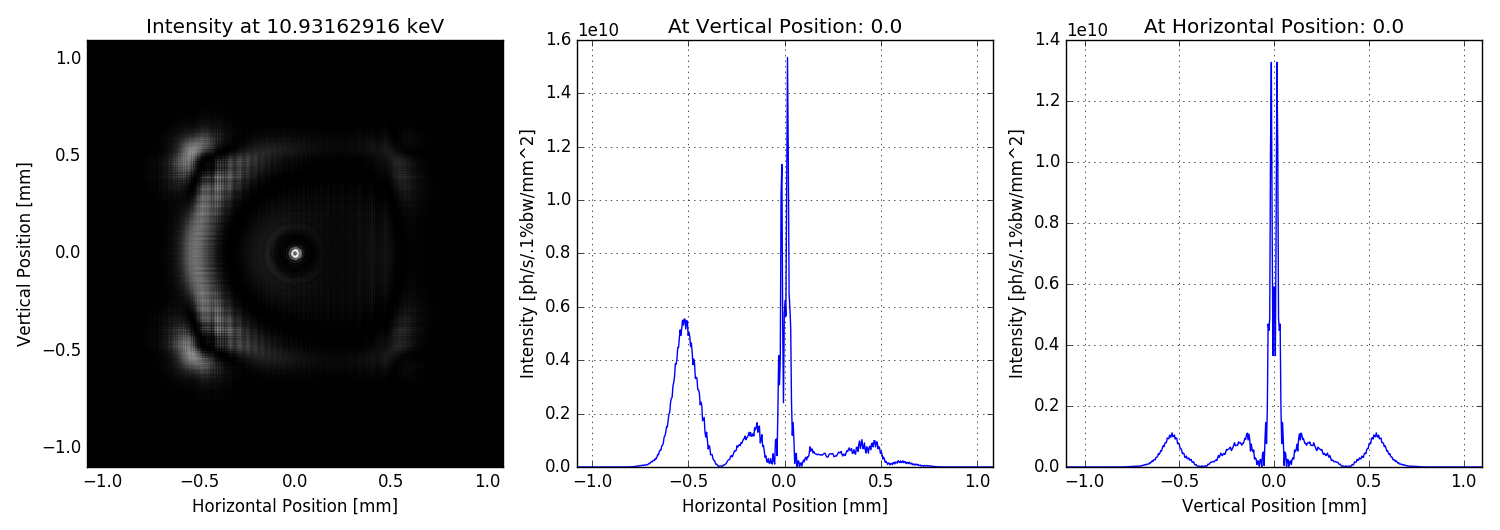 Intensity at 10.93162916 keV
1.0
0.5
0.0
−0.5
−1.0
Vertical Position [mm]
−1.0 −0.5 0.0 0.5 1.0
Horizontal Position [mm]
At Vertical Position: 0.0
1e10
1.6
1.4
1.2
1.0
0.8
0.6
0.4
0.2
0.0
Intensity [ph/s/.1%bw/mm^2]
−1.0 −0.5 0.0 0.5 1.0
Horizontal Position [mm]
At Horizontal Position: 0.0
1e10
1.4
1.2
1.0
0.8
0.6
0.4
0.2
0.0
Intensity [ph/s/.1%bw/mm^2]
−1.0 −0.5 0.0 0.5 1.0
Vertical Position [mm]